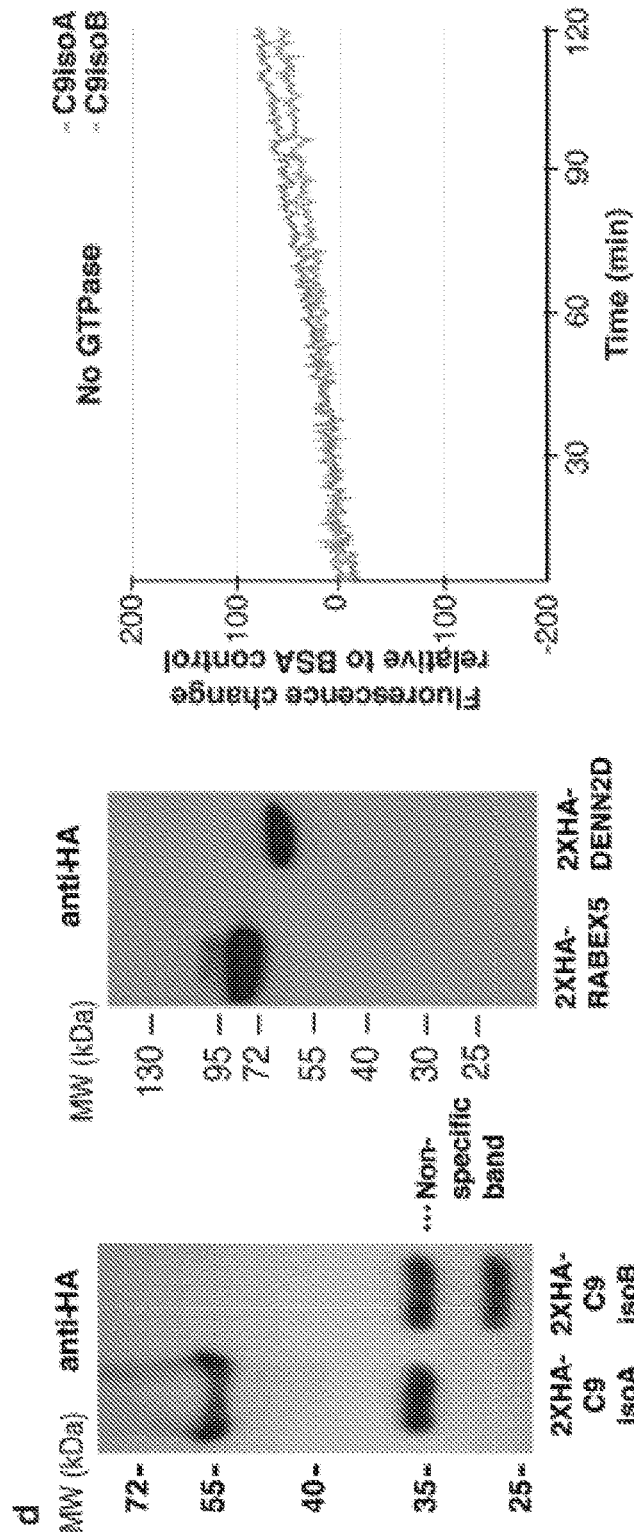 d
MW (kDa)
anti-HA
72-
55-
40-
35-
25-
2XHA-
C9
isoA
2XHA-
C9
isoB
Non-
specific
band
MW (kDa)
anti-HA
130 –
95 –
72 –
55 –
40 –
30 –
25 –
2XHA-
RABEX5
2XHA-
DENN2D
No GTPase
- C9isoA
- C9isoB
Fluorescence change
relative to BSA control
200
100
0
-100
-200
30
60
90
120
Time (min)